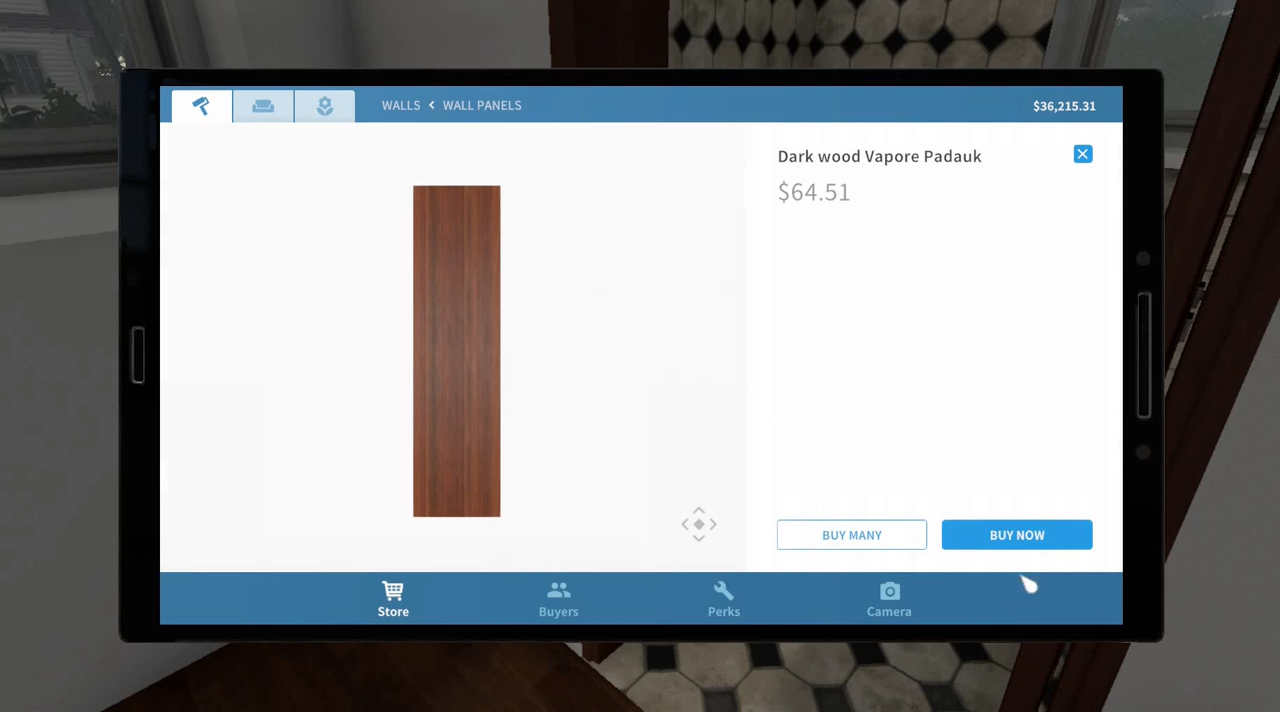 WALLS < WALL PANELS
$36,215.31
Dark wood Vapore Padauk
$64.51
BUY MANY
BUY NOW
Store
Buyers
Perks
Camera